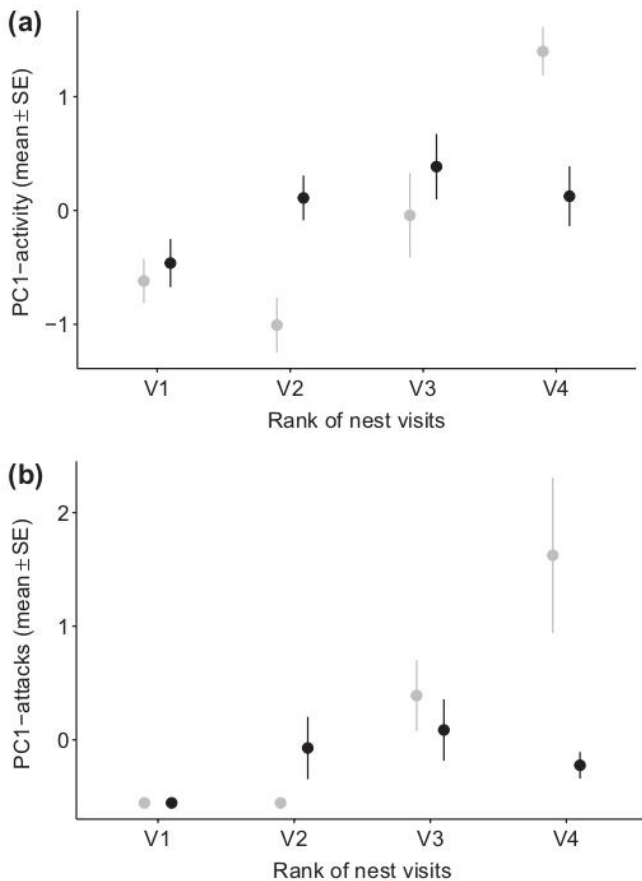 (a)
PC1−activity (mean ± SE)
1
0
−1
V1 V2 V3 V4
Rank of nest visits
(b)
PC1−attacks (mean ± SE)
2
1
0
V1 V2 V3 V4
Rank of nest visits